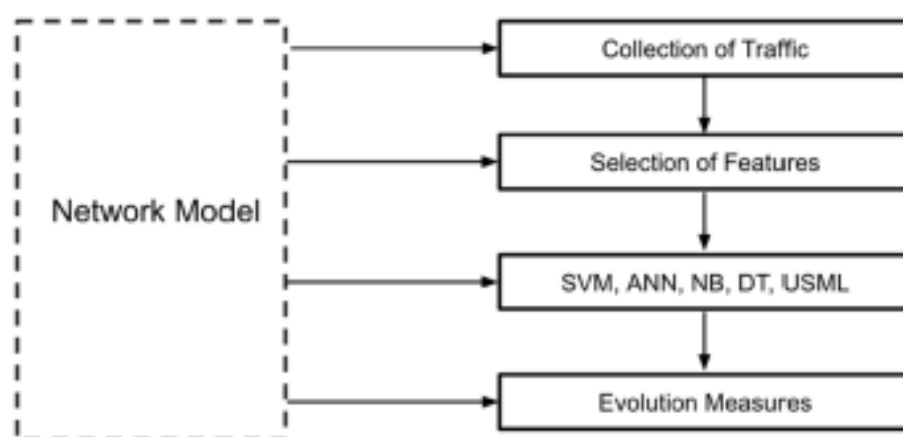 Network Model
Collection of Traffic
Selection of Features
SVM, ANN, NB, DT, USML
Evolution Measures